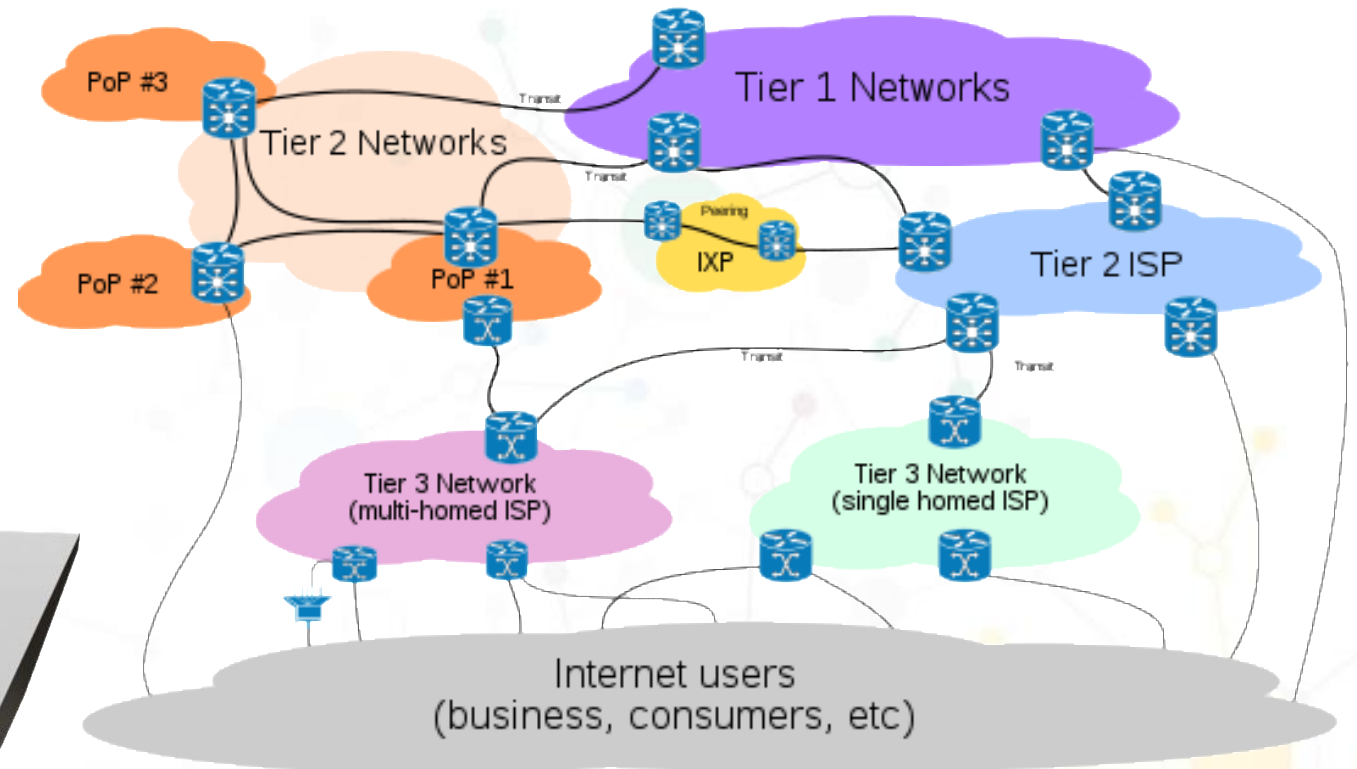 PoP #3
Tier 1 Networks
Transit
Tier 2 Networks
Transit
Peering
IXP
PoP #2
PoP #1
Tier 2 ISP
Transit
Transit
Tier 3 Network
(multi-homed ISP)
Tier 3 Network
(single homed ISP)
Internet users
(business, consumers, etc)